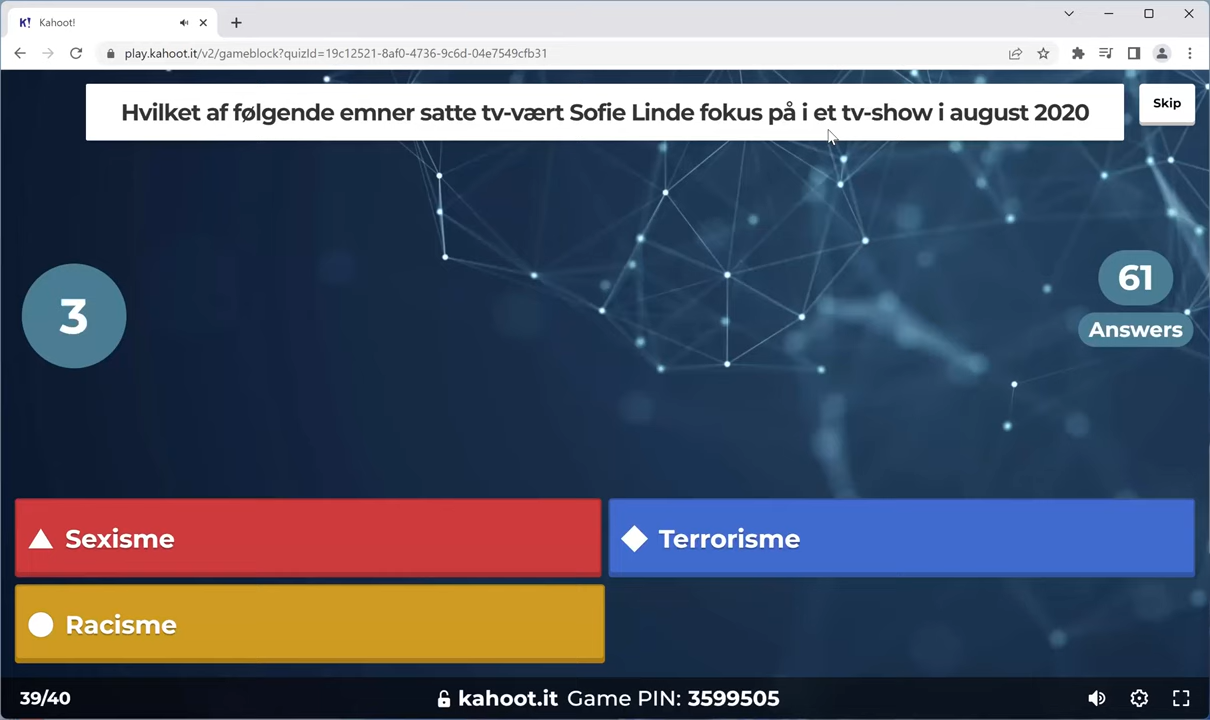 Kahoot!
play.kahoot.it/v2/gameblock?quizId=19c12521-8af0-4736-9c6d-04e7549cfb31
Hvilket af følgende emner satte tv-vært Sofie Linde fokus på i et tv-show i august 2020
Skip
3
61
Answers
Sexisme
Terrorisme
Racisme
39/40
kahoot.it Game PIN: 3599505